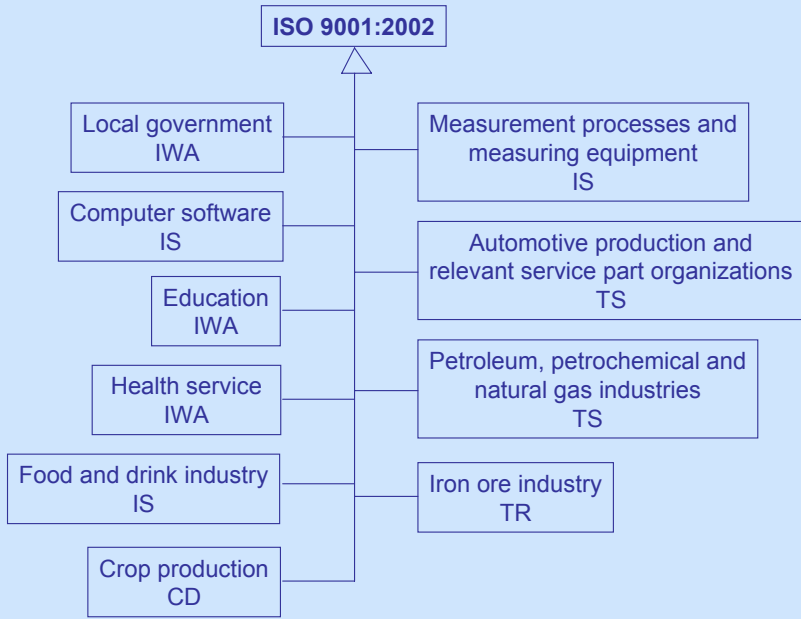 ISO 9001:2002
Local government
IWA
Computer software
IS
Education
IWA
Health service
IWA
Food and drink industry
IS
Crop production
CD
Measurement processes and
measuring equipment
IS
Automotive production and
relevant service part organizations
TS
Petroleum, petrochemical and
natural gas industries
TS
Iron ore industry
TR